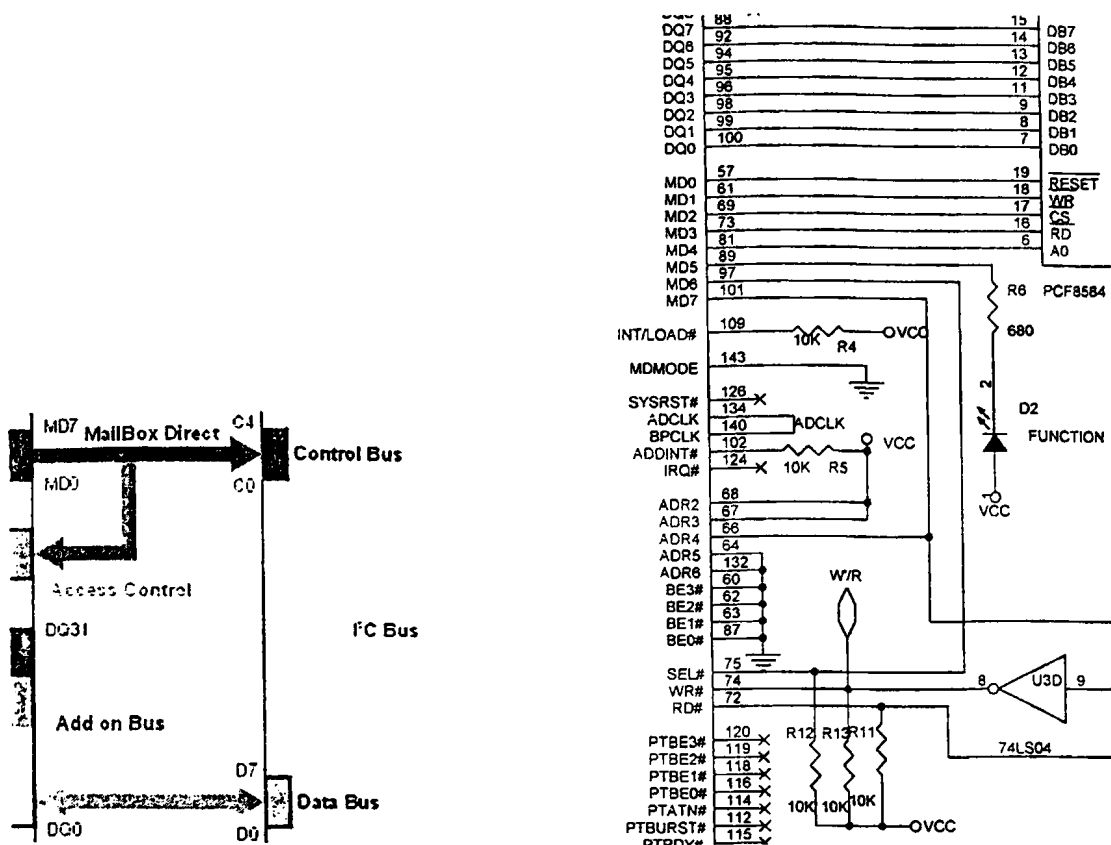 MD7
C4
MailBox Direct
Control Bus
MD0
C0
Access Control
DG31
I²C Bus
Add on Bus
D7
Data Bus
DG0
D0
88
15
DQ7
92
14
DB7
DQ6
94
13
DB6
DQ5
95
12
DB5
DQ4
96
11
DB4
DQ3
98
9
DB3
DQ2
99
8
DB2
DQ1
100
7
DB1
DQ0
DB0
57
19
MD0
61
18
RESET
MD1
69
17
WR
MD2
73
16
CS
MD3
81
6
RD
MD4
89
A0
MD5
97
MD6
101
R6
PCF8584
MD7
680
109
INT/LOAD#
10K
R4
VCC
143
MDMODE
2
126
SYSRST#
134
D2
ADCLK
140
ADCLK
FUNCTION
BPCLK
102
VCC
ADDINT#
124
10K
R5
IRQ#
68
1
VCC
ADR2
67
ADR3
66
ADR4
64
ADR5
132
ADR6
60
W'/R
BE3#
62
BE2#
63
BE1#
87
BE0#
75
SEL#
74
8
U3D
9
WR#
72
RD#
120
R12
R13
R11
74LS04
PTBE3#
119
PTBE2#
118
PTBE1#
116
PTBE0#
114
10K
10K
10K
PTATN#
112
PTBURST#
115
VCC
PTRDY#